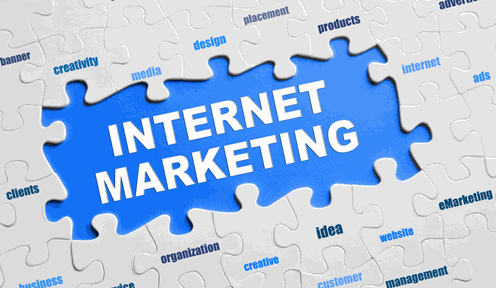 placement
products
banner
creativity
design
media
internet
ads
INTERNET
MARKETING
clients
eMarketing
idea
website
organization
creative
customer
management
business